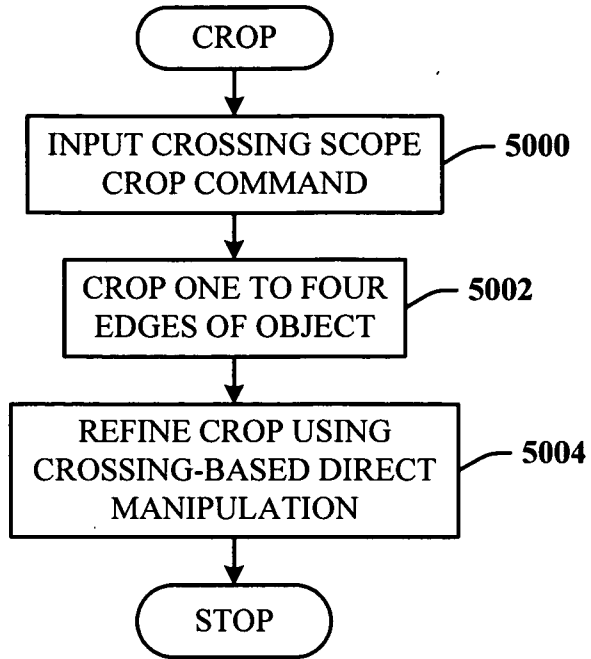 CROP
INPUT CROSSING SCOPE
CROP COMMAND
5000
CROP ONE TO FOUR
EDGES OF OBJECT
5002
REFINE CROP USING
CROSSING-BASED DIRECT
MANIPULATION
5004
STOP